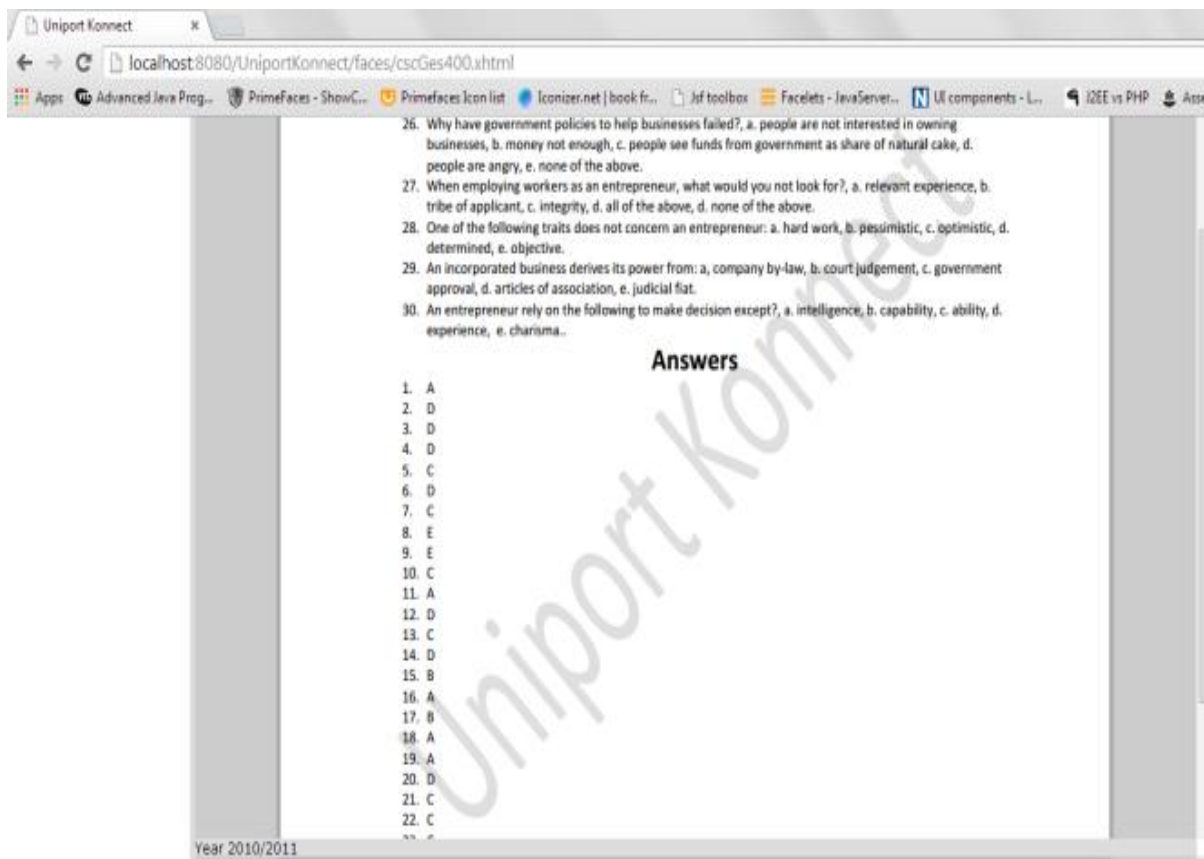 Uniport Konnect
localhost:8080/UniportKonnect/faces/cscGes400.xhtml
Apps Advanced Java Prog... PrimeFaces - ShowC... Primefaces Icon list Iconizer.net | book fr... Jsf toolbox Facelets - JavaServer... UI components - L... J2EE vs PHP
26. Why have government policies to help businesses failed?, a. people are not interested in owning
businesses, b. money not enough, c. people see funds from government as share of natural cake, d.
people are angry, e. none of the above.
27. When employing workers as an entrepreneur, what would you not look for?, a. relevant experience, b.
tribe of applicant, c. integrity, d. all of the above, d. none of the above.
28. One of the following traits does not concern an entrepreneur: a. hard work, b. pessimistic, c. optimistic, d.
determined, e. objective.
29. An incorporated business derives its power from: a, company by-law, b. court judgement, c. government
approval, d. articles of association, e. judicial fiat.
30. An entrepreneur rely on the following to make decision except?, a. intelligence, b. capability, c. ability, d.
experience, e. charisma..
Answers
1. A
2. D
3. D
4. D
5. C
6. D
7. C
8. E
9. E
10. C
11. A
12. D
13. C
14. D
15. B
16. A
17. B
18. A
19. A
20. D
21. C
22. C
Uniport Konnect
Year 2010/2011